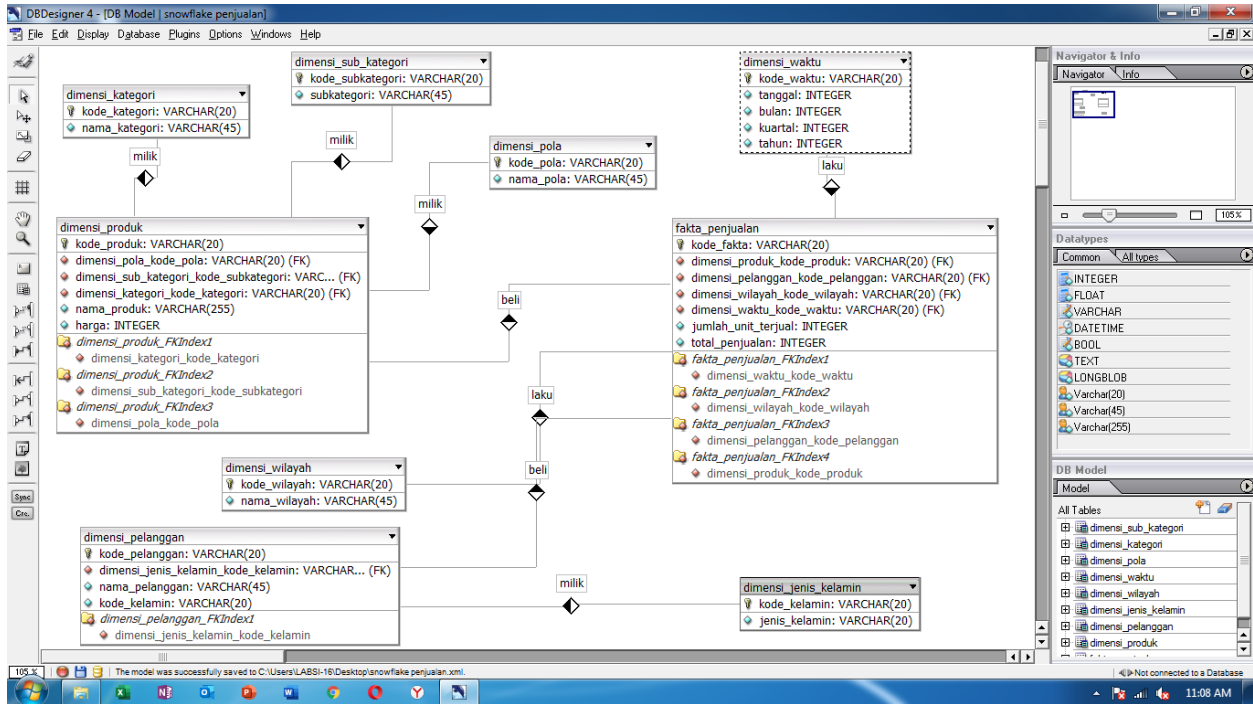 DBDesigner 4 - [DB Model | snowflake penjualan]
File Edit Display Database Plugins Options Windows Help
dimensi_sub_kategori
kode_subkategori: VARCHAR(20)
subkategori: VARCHAR(45)
dimensi_kategori
kode_kategori: VARCHAR(20)
nama_kategori: VARCHAR(45)
milik
milik
dimensi_pola
kode_pola: VARCHAR(20)
nama_pola: VARCHAR(45)
milik
dimensi_waktu
kode_waktu: VARCHAR(20)
tanggal: INTEGER
bulan: INTEGER
kuartal: INTEGER
tahun: INTEGER
laku
dimensi_produk
kode_produk: VARCHAR(20)
dimensi_pola_kode_pola: VARCHAR(20) (FK)
dimensi_sub_kategori_kode_subkategori: VARC... (FK)
dimensi_kategori_kode_kategori: VARCHAR(20) (FK)
nama_produk: VARCHAR(255)
harga: INTEGER
dimensi_produk_FKIndex1
dimensi_kategori_kode_kategori
dimensi_produk_FKIndex2
dimensi_sub_kategori_kode_subkategori
dimensi_produk_FKIndex3
dimensi_pola_kode_pola
beli
laku
beli
fakta_penjualan
kode_fakta: VARCHAR(20)
dimensi_produk_kode_produk: VARCHAR(20) (FK)
dimensi_pelanggan_kode_pelanggan: VARCHAR(20) (FK)
dimensi_wilayah_kode_wilayah: VARCHAR(20) (FK)
dimensi_waktu_kode_waktu: VARCHAR(20) (FK)
jumlah_unit_terjual: INTEGER
total_penjualan: INTEGER
fakta_penjualan_FKIndex1
dimensi_waktu_kode_waktu
fakta_penjualan_FKIndex2
dimensi_wilayah_kode_wilayah
fakta_penjualan_FKIndex3
dimensi_pelanggan_kode_pelanggan
fakta_penjualan_FKIndex4
dimensi_produk_kode_produk
dimensi_wilayah
kode_wilayah: VARCHAR(20)
nama_wilayah: VARCHAR(45)
dimensi_pelanggan
kode_pelanggan: VARCHAR(20)
dimensi_jenis_kelamin_kode_kelamin: VARCHAR... (FK)
nama_pelanggan: VARCHAR(45)
kode_kelamin: VARCHAR(20)
dimensi_pelanggan_FKIndex1
dimensi_jenis_kelamin_kode_kelamin
milik
dimensi_jenis_kelamin
kode_kelamin: VARCHAR(20)
jenis_kelamin: VARCHAR(20)
Sync
Cre.
Navigator & Info
Navigator Info
105 %
Datatypes
Common All types
INTEGER
FLOAT
VARCHAR
DATETIME
BOOL
TEXT
LONGBLOB
Varchar(20)
Varchar(45)
Varchar(255)
DB Model
Model
All Tables
dimensi_sub_kategori
dimensi_kategori
dimensi_pola
dimensi_waktu
dimensi_wilayah
dimensi_jenis_kelamin
dimensi_pelanggan
dimensi_produk
105 %
The model was successfully saved to C:\Users\LABSI-16\Desktop\snowflake penjualan.xml.
Not connected to a Database
11:08 AM